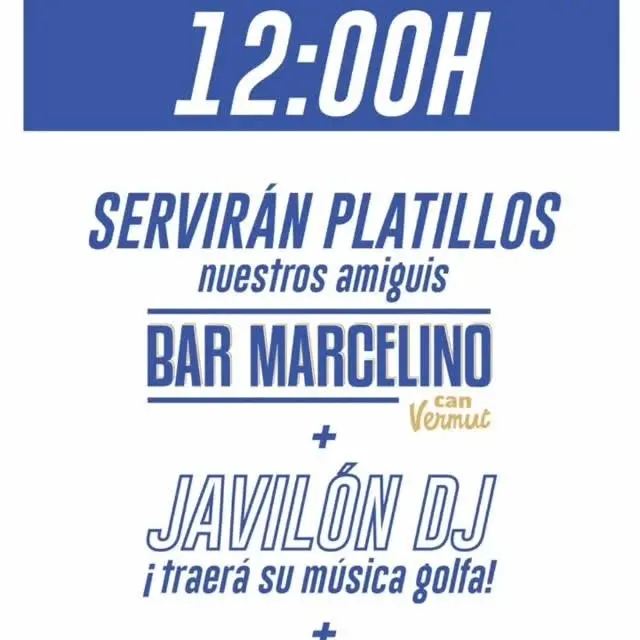 12:00H
SERVIRÁN PLATILLOS
nuestros amiguis
BAR MARCELINO
can
Vermut
+
JAVILÓN DJ
¡traerá su música golfa!
+